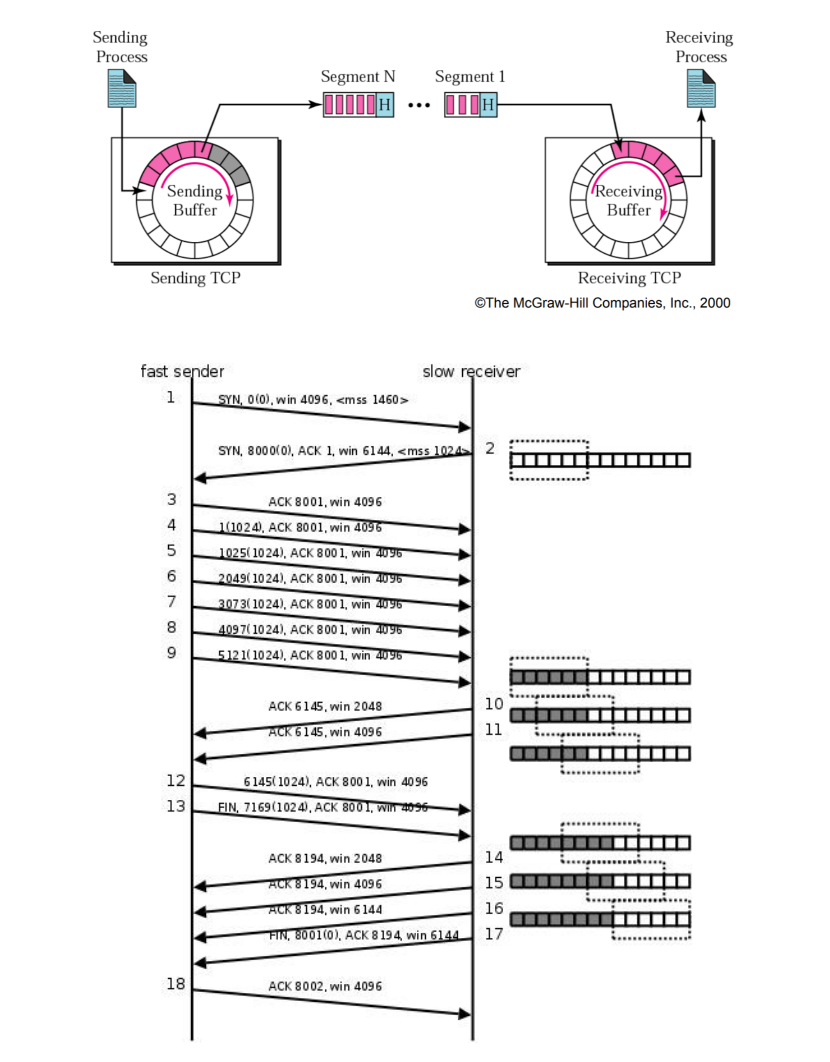 Sending
Process
Receiving
Process
Segment N
Segment 1
H
•••
H
Sending
Buffer
Receiving
Buffer
Sending TCP
Receiving TCP
©The McGraw-Hill Companies, Inc., 2000
fast sender
slow receiver
1
SYN, 0(0), win 4096, <mss 1460>
SYN, 8000(0), ACK 1, win 6144, <mss 1024>
2
3
ACK 8001, win 4096
4
1(1024), ACK 8001, win 4096
5
1025(1024), ACK 8001, win 4096
6
2049(1024), ACK 8001, win 4096
7
3073(1024), ACK 8001, win 4096
8
4097(1024), ACK 8001, win 4096
9
5121(1024), ACK 8001, win 4096
ACK 6145, win 2048
10
ACK 6145, win 4096
11
12
6145(1024), ACK 8001, win 4096
13
FIN, 7169(1024), ACK 8001, win 4096
ACK 8194, win 2048
14
ACK 8194, win 4096
15
ACK 8194, win 6144
16
FIN, 8001(0), ACK 8194, win 6144
17
18
ACK 8002, win 4096